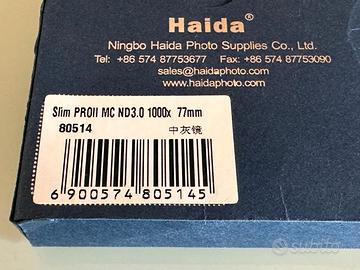 Haida®
Ningbo Haida Photo Supplies Co., Ltd.
Tel: +86 574 87753677 Fax: +86 574 87753090
sales@haidaphoto.com
www.haidaphoto.com
Slim PROII MC ND3.0 1000x 77mm
80514
中灰镜
6 900574 805145
subito